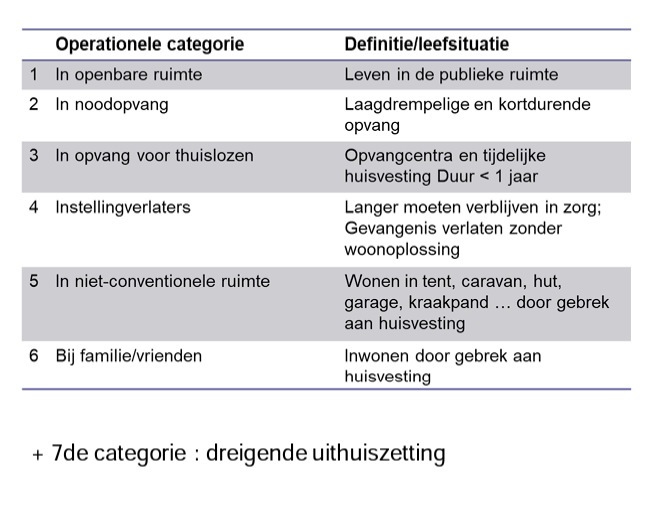 Operationele categorie Definitie/leefsituatie
1 In openbare ruimte Leven in de publieke ruimte
2 In noodopvang Laagdrempelige en kortdurende
opvang
3 In opvang voor thuislozen Opvangcentra en tijdelijke
huisvesting Duur < 1 jaar
4 Instellingverlaters Langer moeten verblijven in zorg;
Gevangenis verlaten zonder
woonoplossing
5 In niet-conventionele ruimte Wonen in tent, caravan, hut,
garage, kraakpand … door gebrek
aan huisvesting
6 Bij familie/vrienden Inwonen door gebrek aan
huisvesting
+ 7de categorie : dreigende uithuiszetting